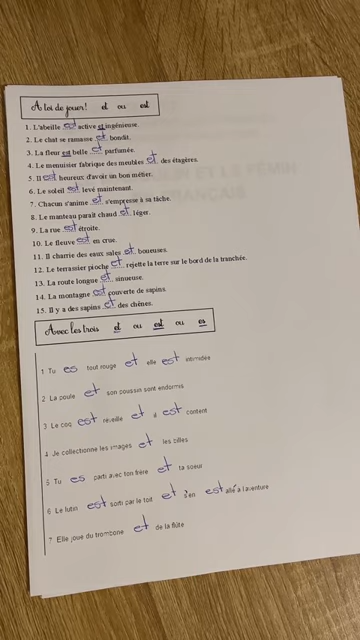 A toi de jouer! et ou est
1. L'abeille est active et ingénieuse.
2. Le chat se ramasse et bondit.
3. La fleur est belle et parfumée.
4. Le menuisier fabrique des meubles et des étagères.
5. Il est heureux d'avoir un bon métier.
6. Le soleil est levé maintenant.
7. Chacun s'anime et s'empresse à sa tâche.
8. Le manteau paraît chaud et léger.
9. La rue est étroite.
10. Le fleuve est en crue.
11. Il charrie des eaux sales et boueuses.
12. Le terrassier pioche et rejette la terre sur le bord de la tranchée.
13. La route longue et sinueuse.
14. La montagne est couverte de sapins
15. Il y a des sapins et des chênes.
Avec les trois et ou est ou es
1 Tu es tout rouge et elle est intimidée
2 La poule et son poussin sont endormis
3 Le coq est réveillé et il est content
4 Je collectionne les images et les billes
5 Tu es parti avec ton frère et ta soeur
6 Le lutin est sorti par le toit et s'en est allé à l'aventure
7 Elle joue du trombone et de la flûte